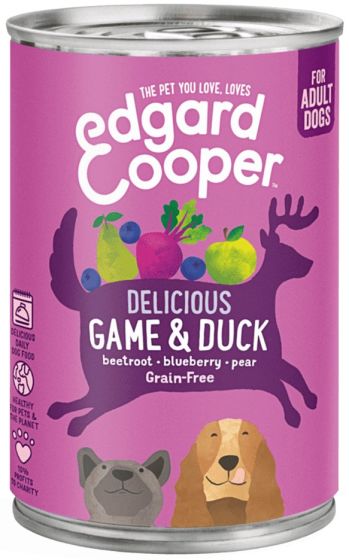 THE PET YOU LOVE, LOVES
edgard
Cooper™
FOR
ADULT
DOGS
DELICIOUS
GAME & DUCK
beetroot • blueberry • pear
Grain-Free
DELICIOUS
DAILY
DOG FOOD
HEALTHY
FOR PETS &
THE PLANET
10%
PROFITS
TO CHARITY